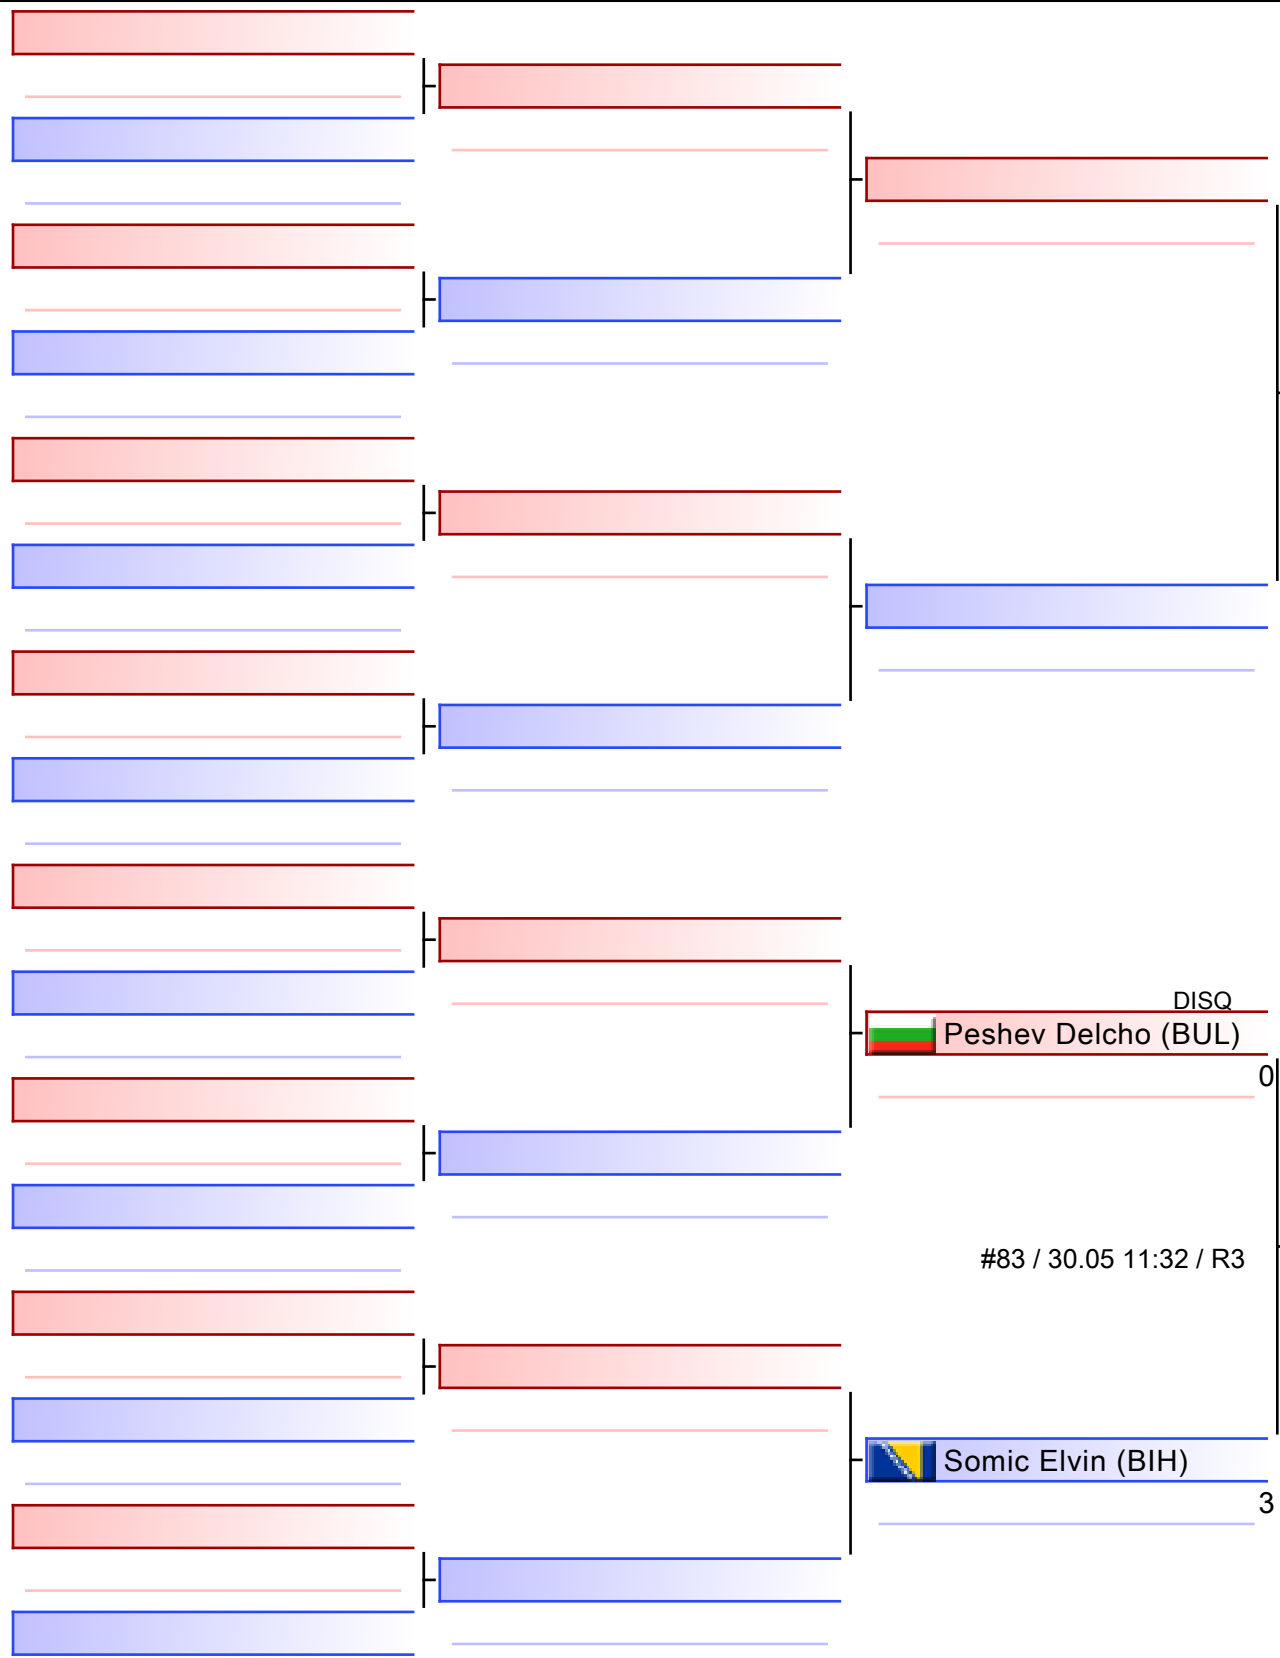 DISQ
Peshev Delcho (BUL)
0
#83 / 30.05 11:32 / R3
Somic Elvin (BIH)
3